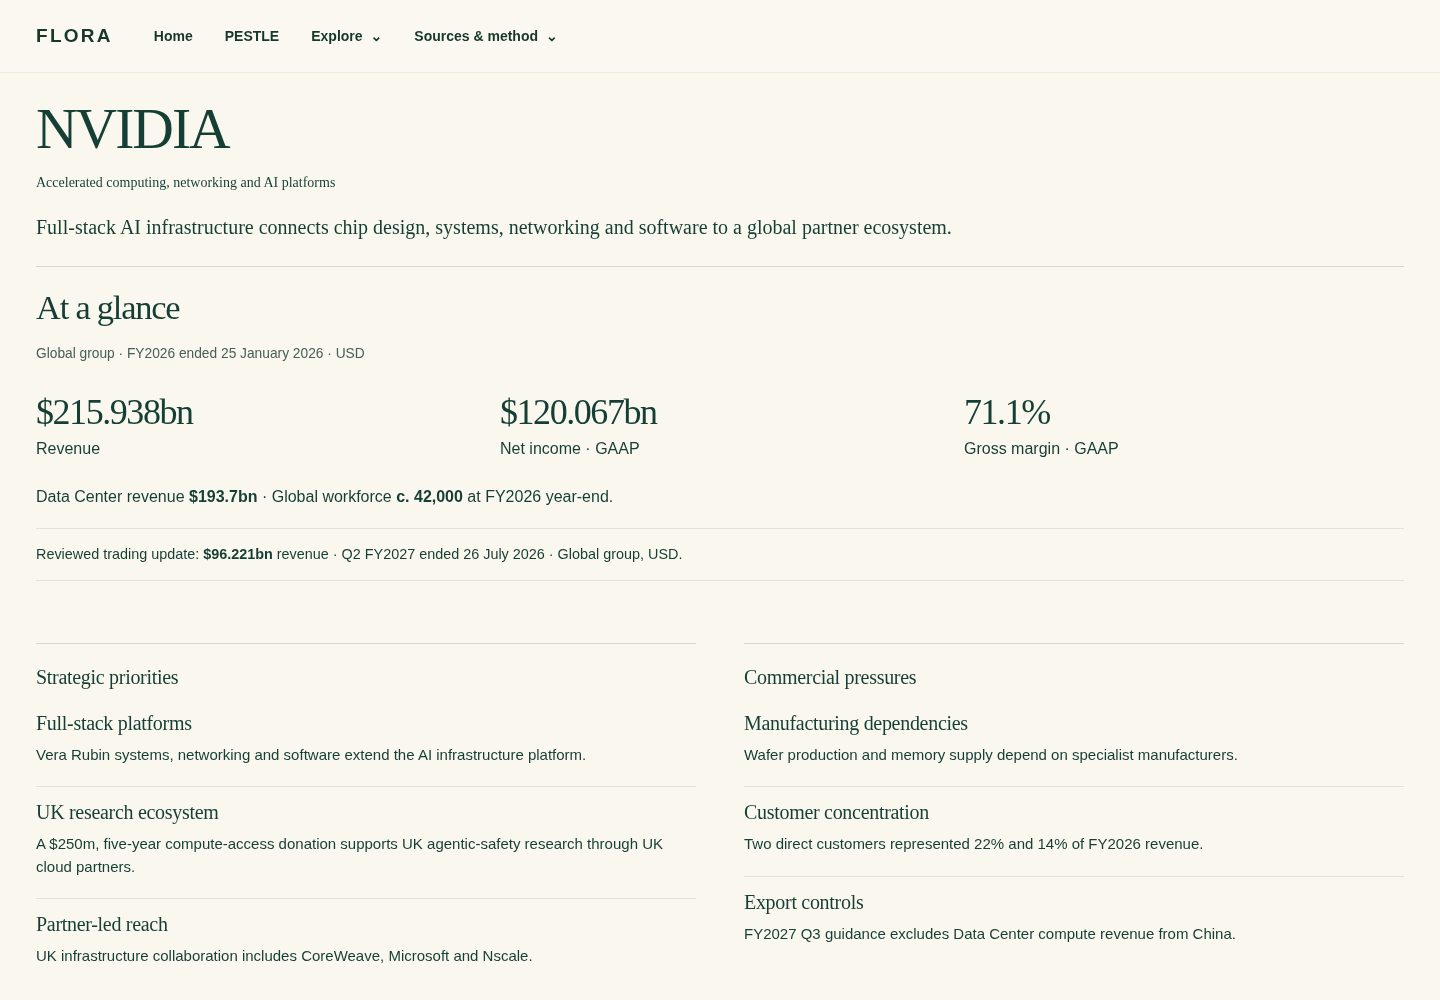 FLORA
Home
PESTLE
Explore
Sources & method
NVIDIA
Accelerated computing, networking and AI platforms
Full-stack AI infrastructure connects chip design, systems, networking and software to a global partner ecosystem.
At a glance
Global group · FY2026 ended 25 January 2026 · USD
$215.938bn
Revenue
$120.067bn
Net income · GAAP
71.1%
Gross margin · GAAP
Data Center revenue $193.7bn · Global workforce c. 42,000 at FY2026 year-end.
Reviewed trading update: $96.221bn revenue · Q2 FY2027 ended 26 July 2026 · Global group, USD.
Strategic priorities
Full-stack platforms
Vera Rubin systems, networking and software extend the AI infrastructure platform.
UK research ecosystem
A $250m, five-year compute-access donation supports UK agentic-safety research through UK
cloud partners.
Partner-led reach
UK infrastructure collaboration includes CoreWeave, Microsoft and Nscale.
Commercial pressures
Manufacturing dependencies
Wafer production and memory supply depend on specialist manufacturers.
Customer concentration
Two direct customers represented 22% and 14% of FY2026 revenue.
Export controls
FY2027 Q3 guidance excludes Data Center compute revenue from China.